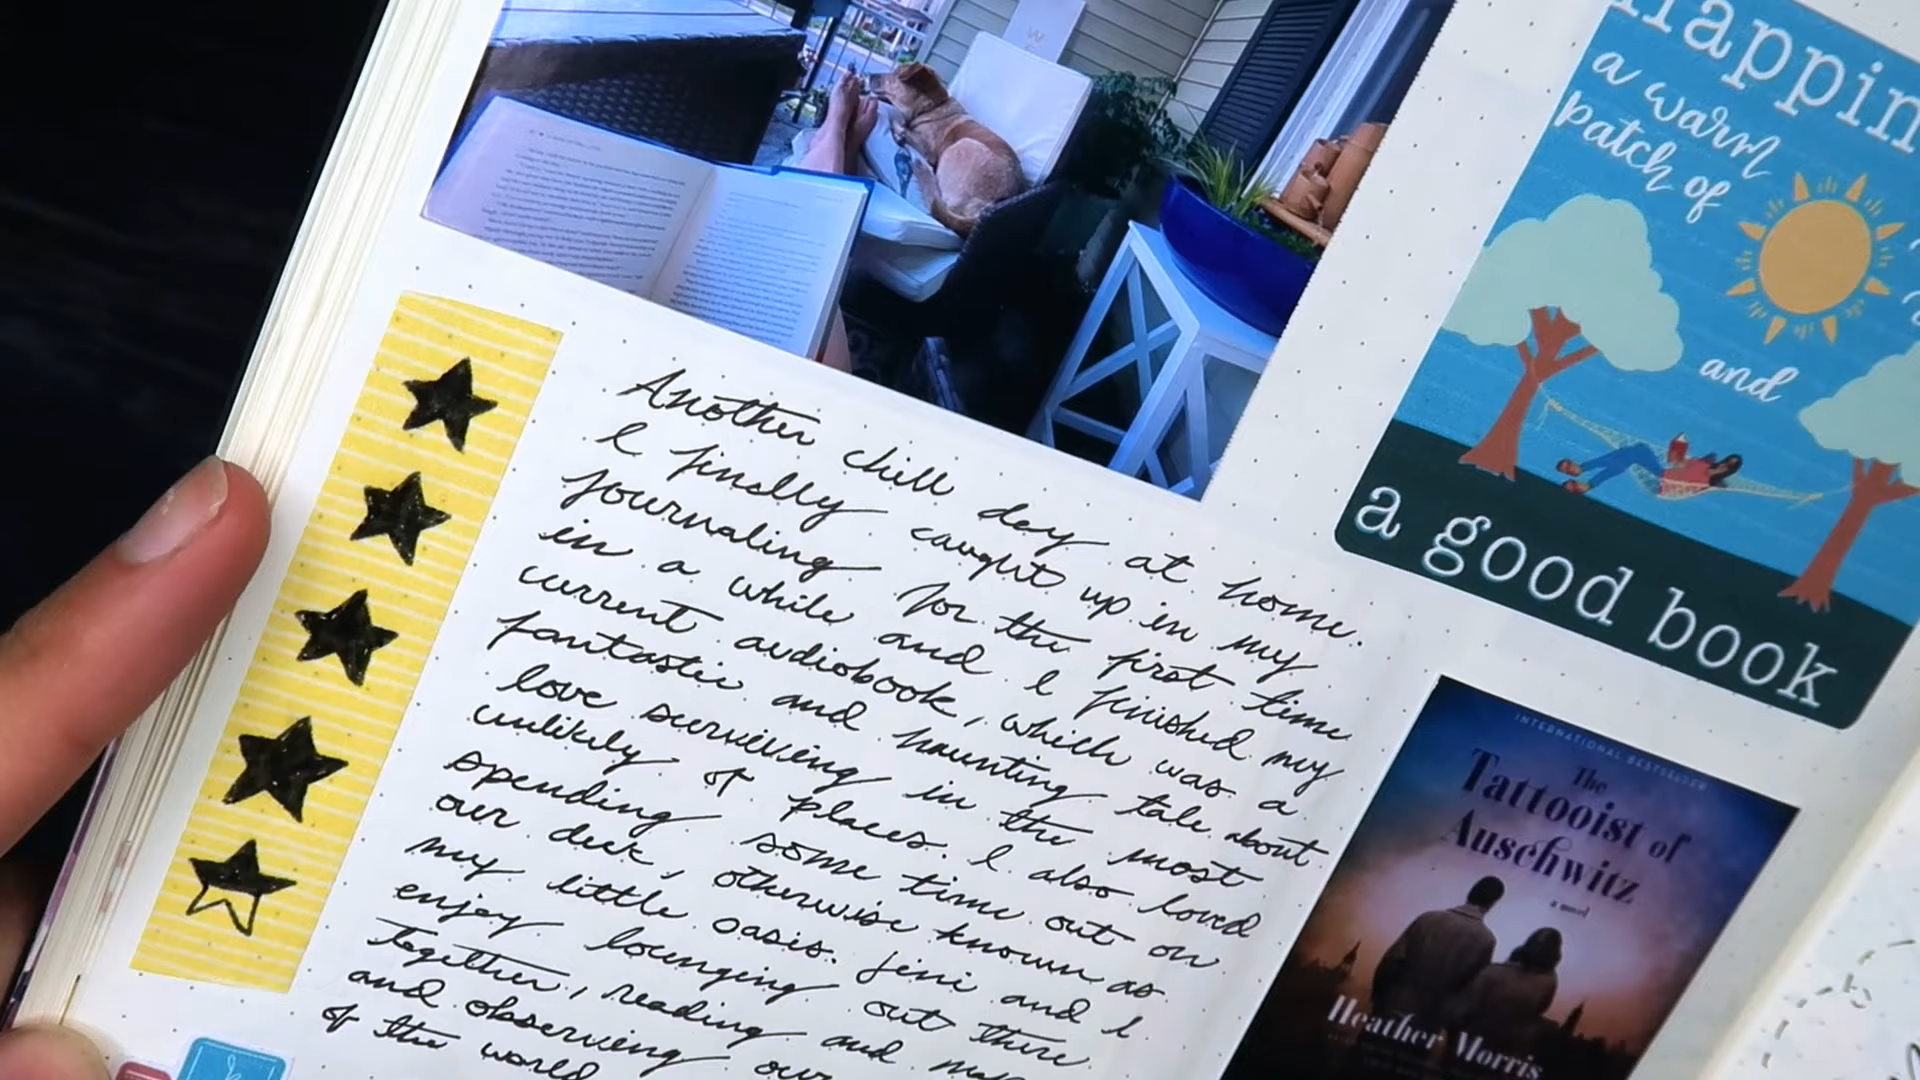 Another chill day at home.
I finally caught up in my
journaling for the first time
in a while and I finished my
current audiobook, which was a
fantastic and haunting tale about
love surviving in the most
unlikely of places. I also loved
spending some time out on
our deck, otherwise known as
my little oasis. Jeni and I
enjoy lounging out there
together, reading and
and observing our
of the world
a warm
patch of
and
a good book
INTERNATIONAL BESTSELLER
The
Tattooist of
Auschwitz
a novel
Heather Morris